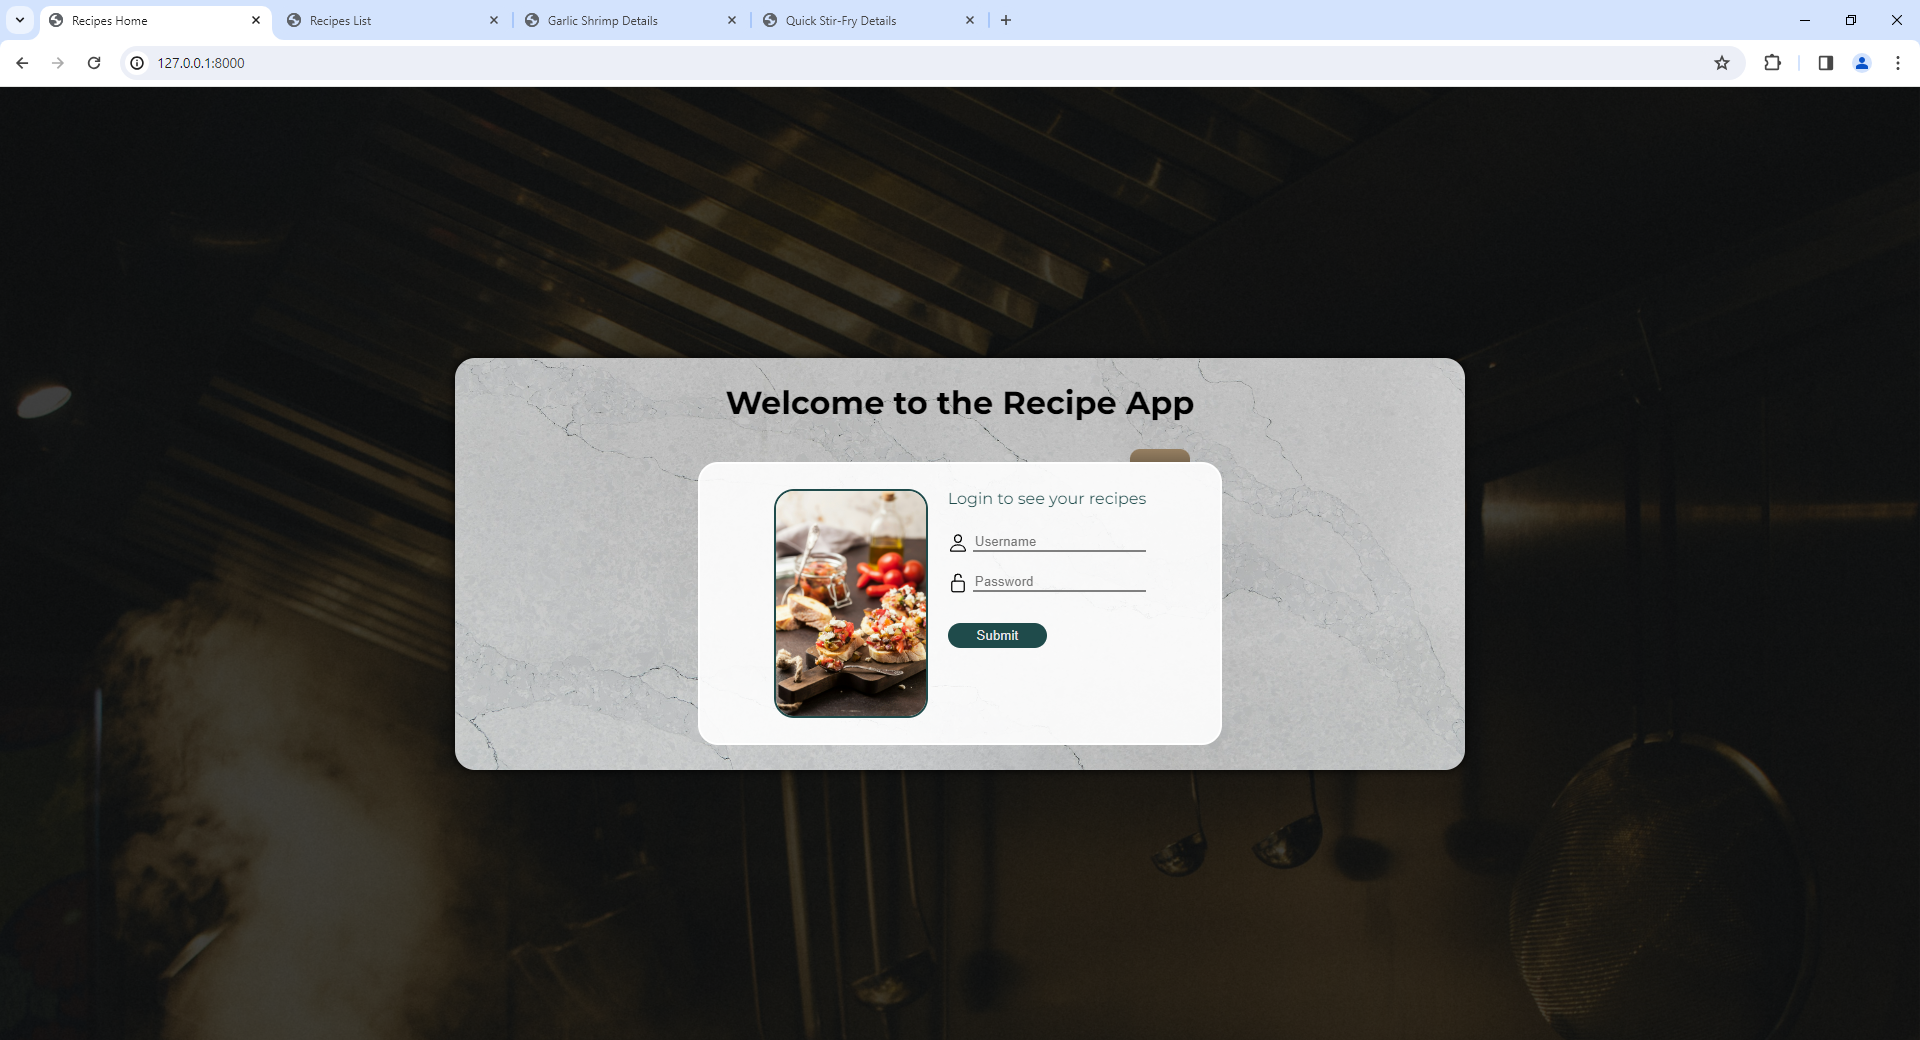 Recipes Home
Recipes List
Garlic Shrimp Details
Quick Stir-Fry Details
127.0.0.1:8000
Welcome to the Recipe App
Login to see your recipes
Username
Password
Submit